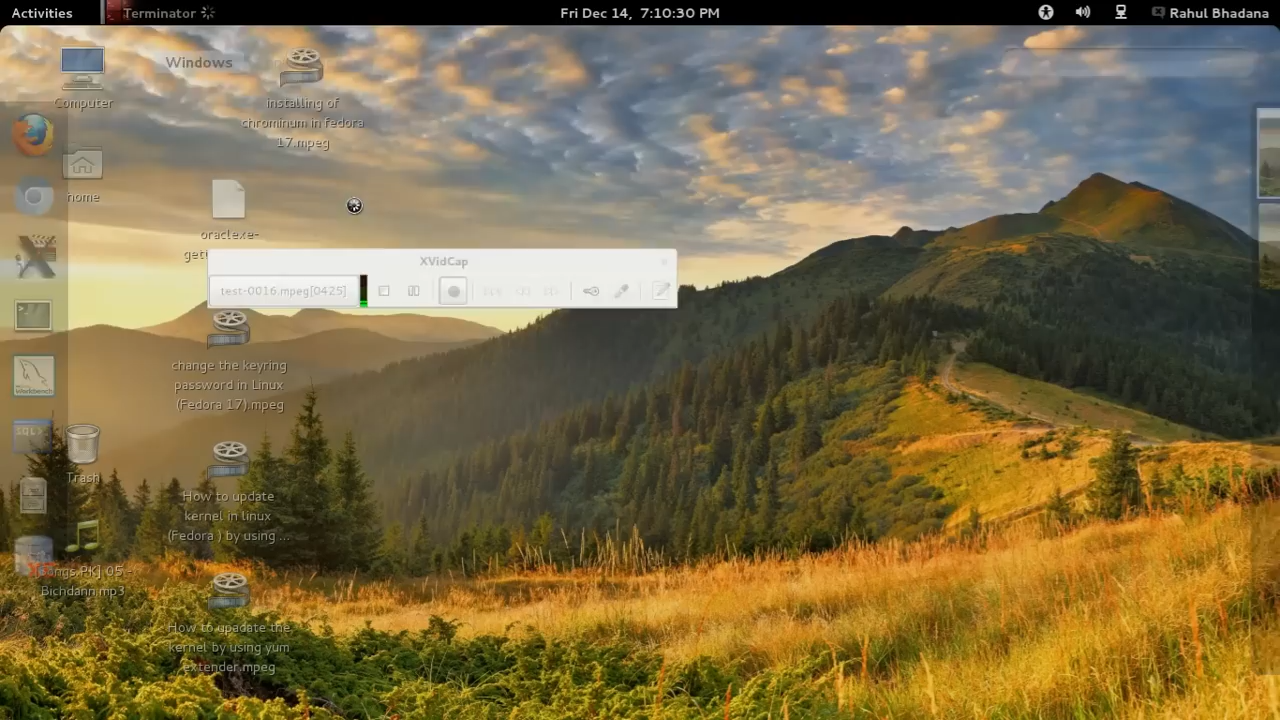 Activities
Terminator
Fri Dec 14, 7:10:30 PM
Rahul Bhadana
Windows
Computer
installing of
chrominum in fedora
17.mpeg
home
oraclexe-
XVidCap
test-0016.mpeg[0425]
change the keyring
password in Linux
(Fedora 17).mpeg
Workbench
SQL>
Trash
How to update
kernel in linux
(Fedora ) by using ...
05 -
Bichdann.mp3
How to upadate the
kernel by using yum
extender.mpeg